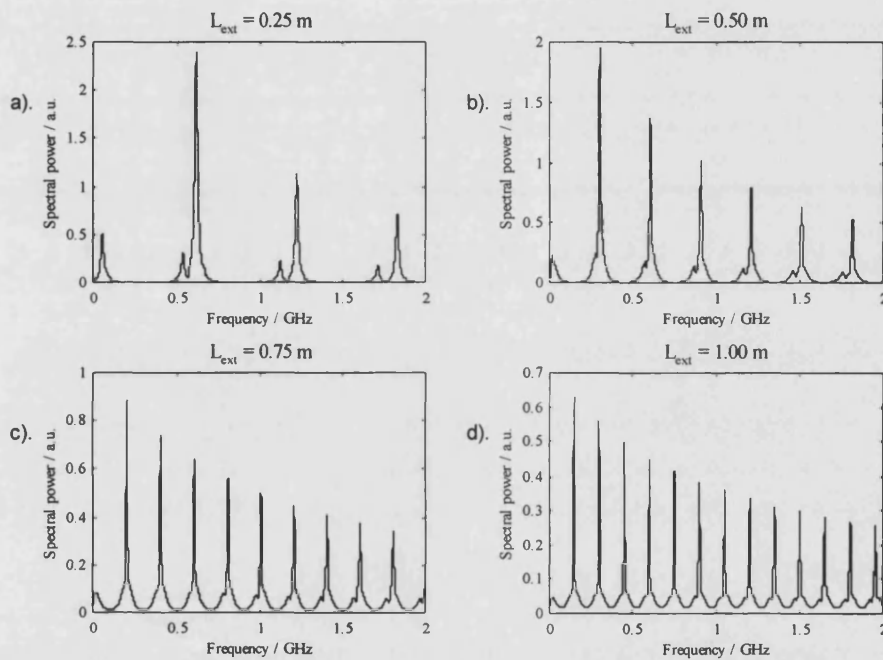 L_ext = 0.25 m
a).
Spectral power / a.u.
2.5
2
1.5
1
0.5
0
0 0.5 1 1.5 2
Frequency / GHz
L_ext = 0.50 m
b).
Spectral power / a.u.
2
1.5
1
0.5
0
0 0.5 1 1.5 2
Frequency / GHz
L_ext = 0.75 m
c).
Spectral power / a.u.
1
0.8
0.6
0.4
0.2
0
0 0.5 1 1.5 2
Frequency / GHz
L_ext = 1.00 m
d).
Spectral power / a.u.
0.7
0.6
0.5
0.4
0.3
0.2
0.1
0
0 0.5 1 1.5 2
Frequency / GHz